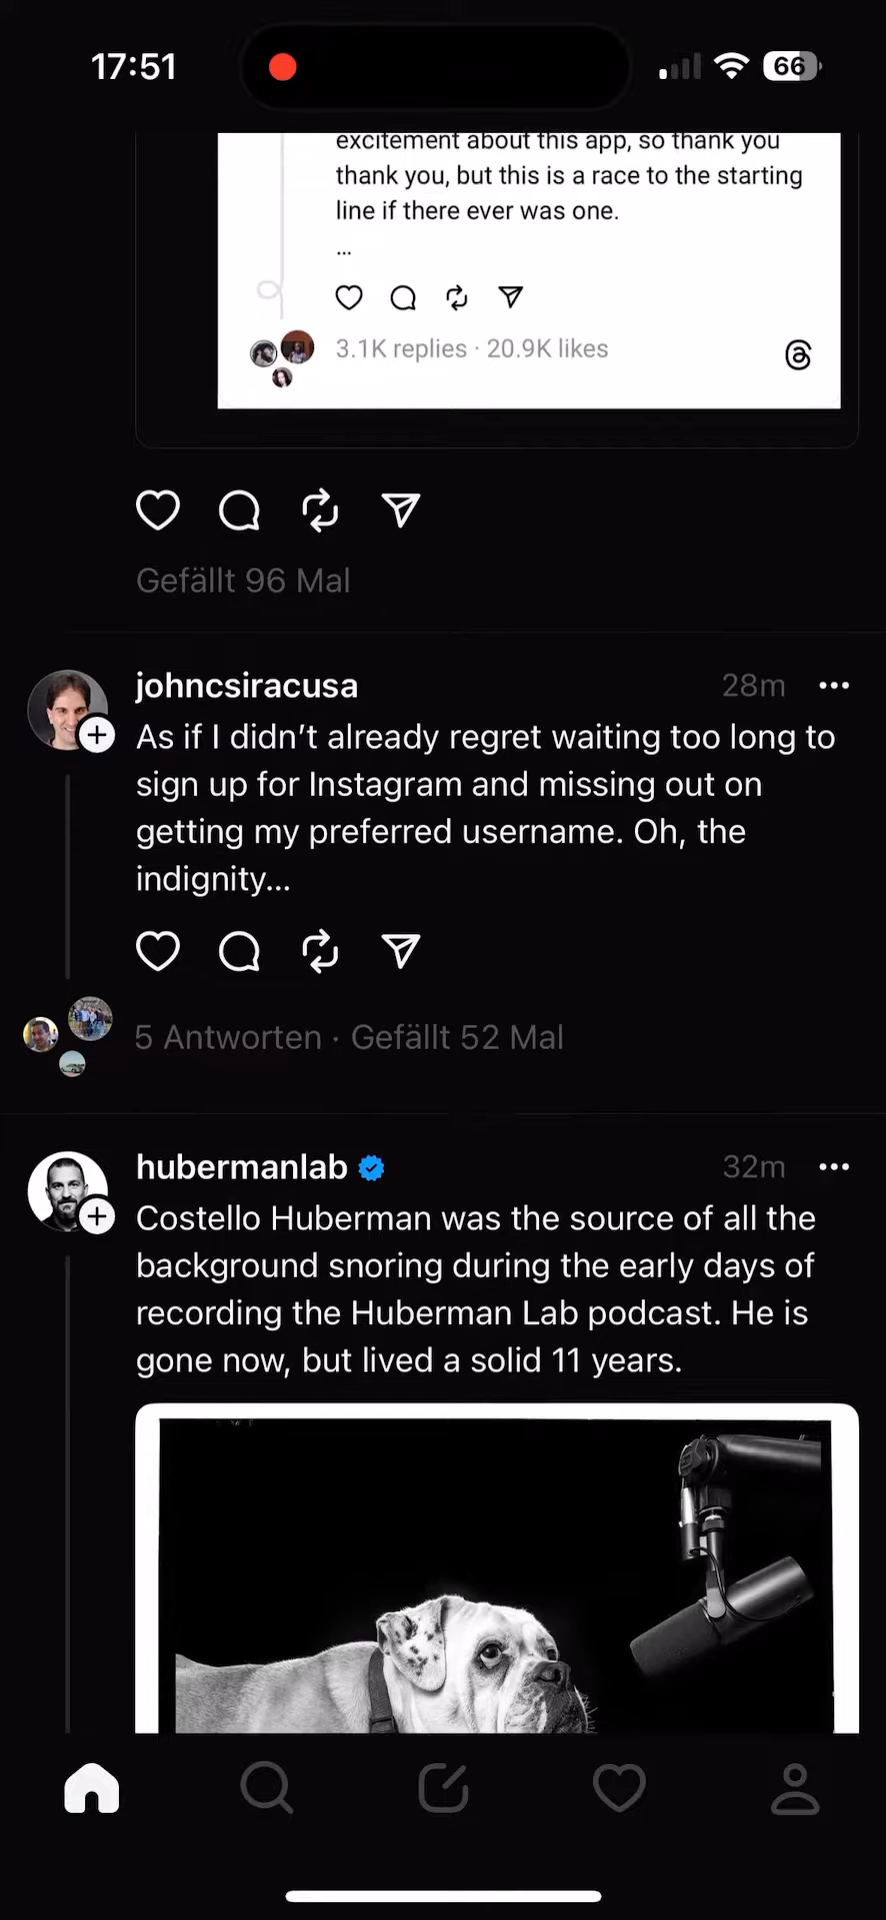 17:51
66
excitement about this app, so thank you
thank you, but this is a race to the starting
line if there ever was one.
...
3.1K replies · 20.9K likes
Gefällt 96 Mal
johncsiracusa
28m
As if I didn’t already regret waiting too long to
sign up for Instagram and missing out on
getting my preferred username. Oh, the
indignity...
5 Antworten · Gefällt 52 Mal
hubermanlab
32m
Costello Huberman was the source of all the
background snoring during the early days of
recording the Huberman Lab podcast. He is
gone now, but lived a solid 11 years.